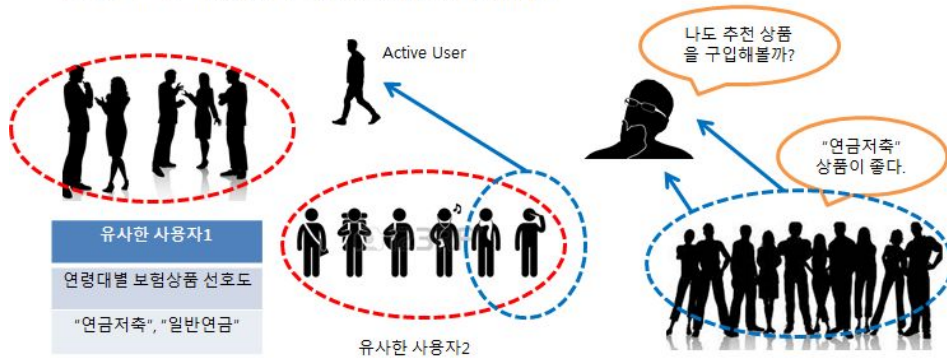 Active User
나도 추천 상품
을 구입해볼까?
"연금저축"
상품이 좋다.
유사한 사용자1
연령대별 보험상품 선호도
"연금저축", "일반연금"
유사한 사용자2